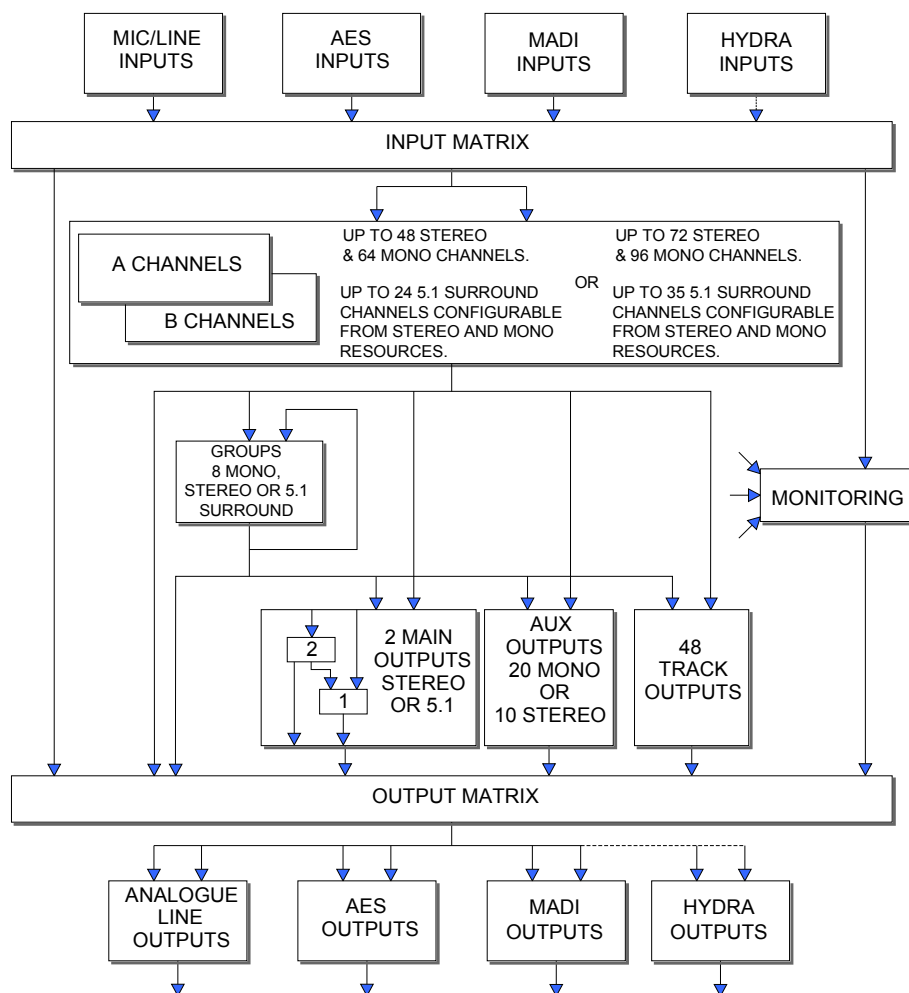 MIC/LINE
INPUTS
AES
INPUTS
MADI
INPUTS
HYDRA
INPUTS
INPUT MATRIX
A CHANNELS
B CHANNELS
UP TO 48 STEREO
& 64 MONO CHANNELS.
UP TO 24 5.1 SURROUND
CHANNELS CONFIGURABLE
FROM STEREO AND MONO
RESOURCES.
OR
UP TO 72 STEREO
& 96 MONO CHANNELS.
UP TO 35 5.1 SURROUND
CHANNELS CONFIGURABLE
FROM STEREO AND MONO
RESOURCES.
GROUPS
8 MONO,
STEREO OR 5.1
SURROUND
MONITORING
2
1
2 MAIN
OUTPUTS
STEREO
OR 5.1
AUX
OUTPUTS
20 MONO
OR
10 STEREO
48
TRACK
OUTPUTS
OUTPUT MATRIX
ANALOGUE
LINE
OUTPUTS
AES
OUTPUTS
MADI
OUTPUTS
HYDRA
OUTPUTS